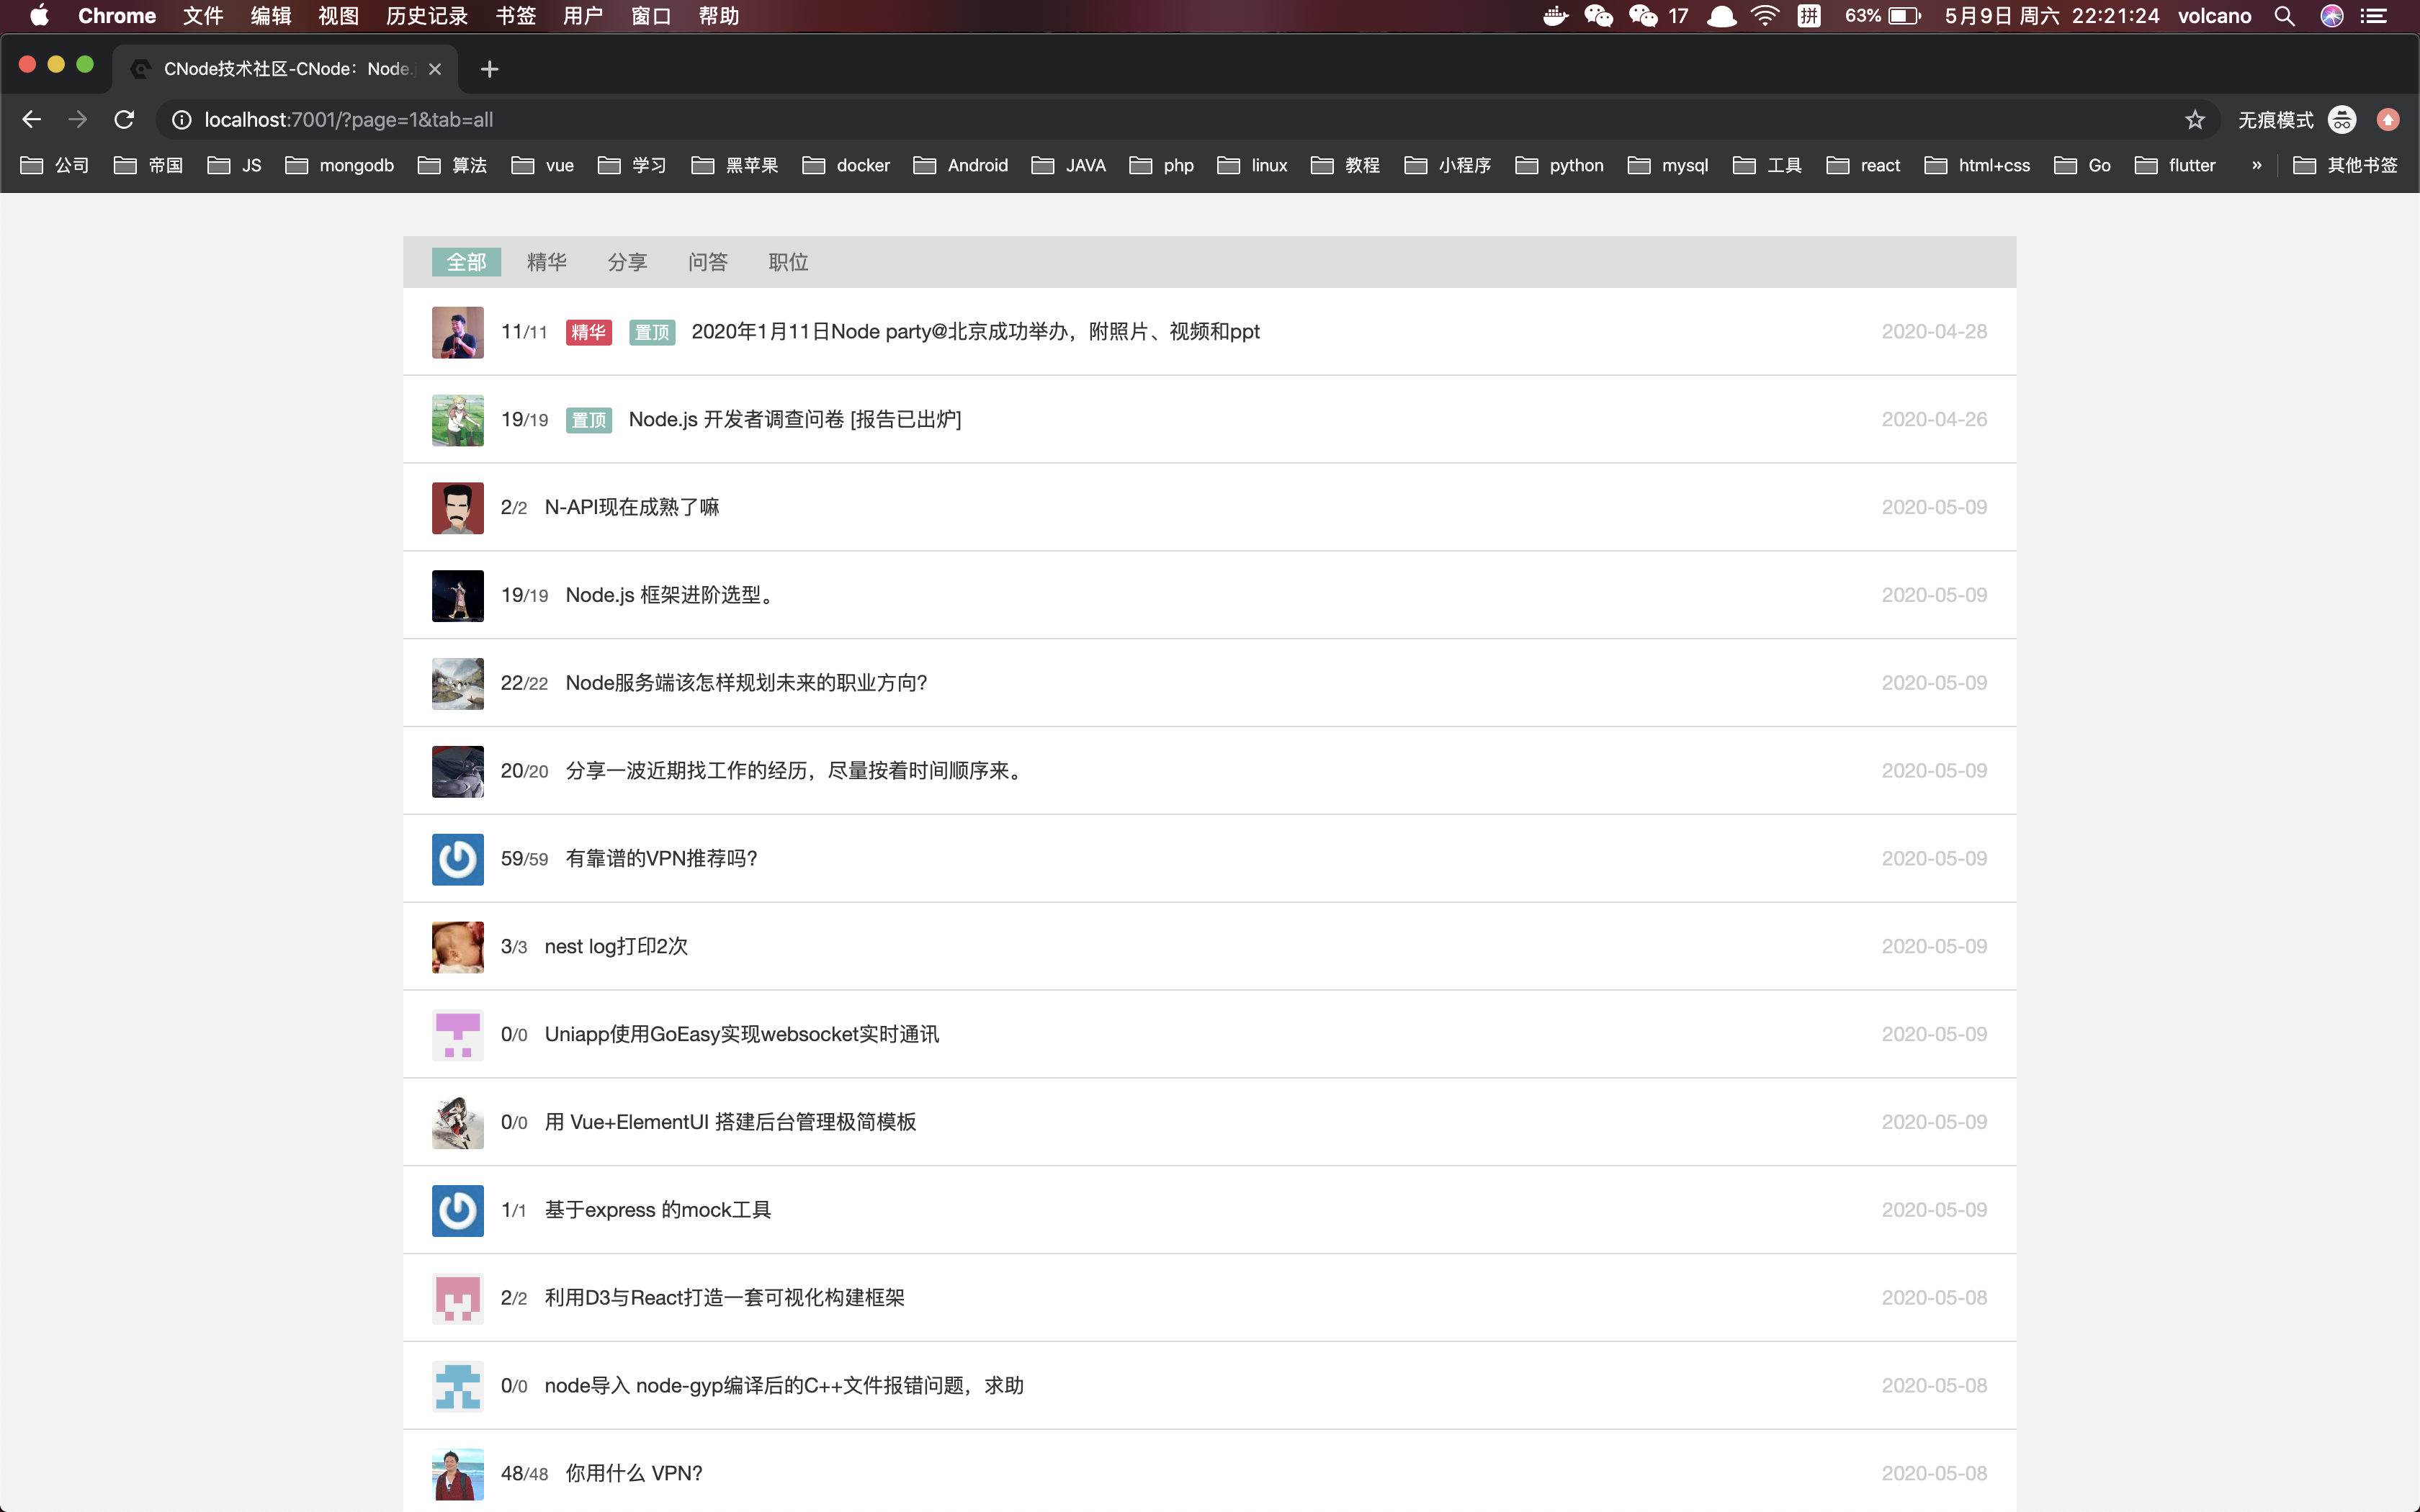 Chrome 文件 编辑 视图 历史记录 书签 用户 窗口 帮助 17 拼 63% 5月9日 周六 22:21:24 volcano
CNode技术社区-CNode：Node.j
localhost:7001/?page=1&tab=all 无痕模式
公司 帝国 JS mongodb 算法 vue 学习 黑苹果 docker Android JAVA php linux 教程 小程序 python mysql 工具 react html+css Go flutter » 其他书签
全部 精华 分享 问答 职位
11/11 精华 置顶 2020年1月11日Node party@北京成功举办，附照片、视频和ppt 2020-04-28
19/19 置顶 Node.js 开发者调查问卷 [报告已出炉] 2020-04-26
2/2 N-API现在成熟了嘛 2020-05-09
19/19 Node.js 框架进阶选型。 2020-05-09
22/22 Node服务端该怎样规划未来的职业方向? 2020-05-09
20/20 分享一波近期找工作的经历，尽量按着时间顺序来。 2020-05-09
59/59 有靠谱的VPN推荐吗? 2020-05-09
3/3 nest log打印2次 2020-05-09
0/0 Uniapp使用GoEasy实现websocket实时通讯 2020-05-09
0/0 用 Vue+ElementUI 搭建后台管理极简模板 2020-05-09
1/1 基于express 的mock工具 2020-05-09
2/2 利用D3与React打造一套可视化构建框架 2020-05-08
0/0 node导入 node-gyp编译后的C++文件报错问题，求助 2020-05-08
48/48 你用什么 VPN? 2020-05-08